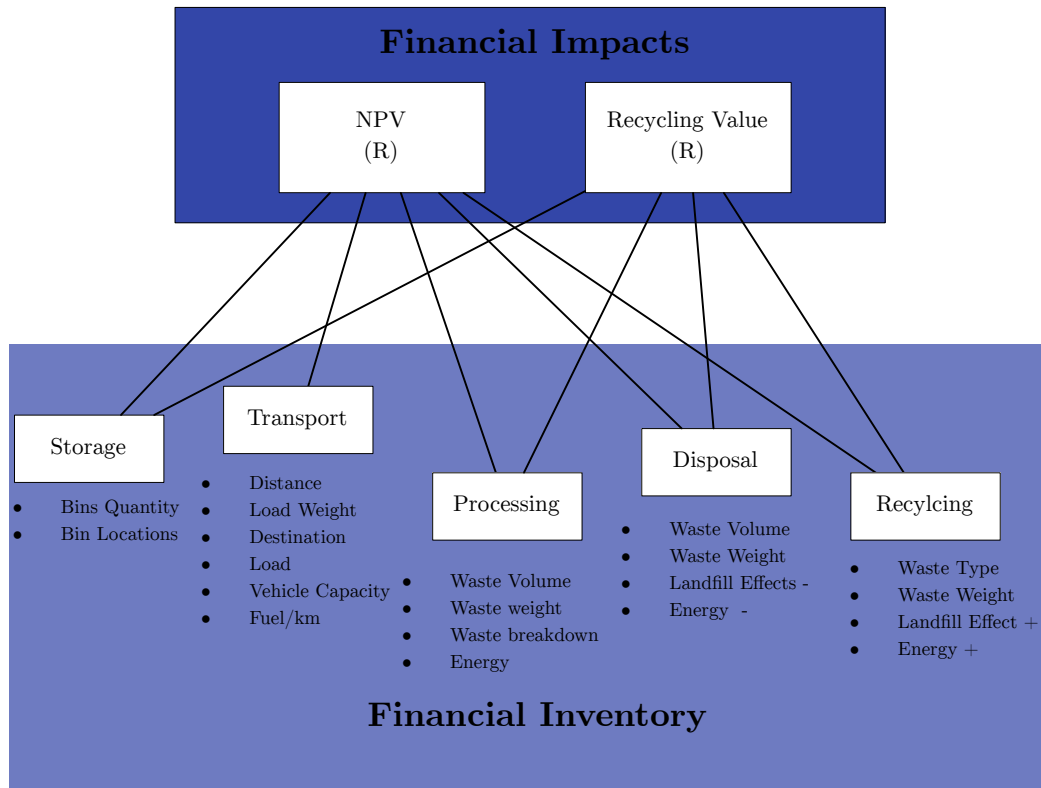 Financial Impacts
NPV
(R)
Recycling Value
(R)
Storage
• Bins Quantity
• Bin Locations
Transport
• Distance
• Load Weight
• Destination
• Load
• Vehicle Capacity
• Fuel/km
Processing
• Waste Volume
• Waste weight
• Waste breakdown
• Energy
Disposal
• Waste Volume
• Waste Weight
• Landfill Effects -
• Energy -
Recylcing
• Waste Type
• Waste Weight
• Landfill Effect +
• Energy +
Financial Inventory